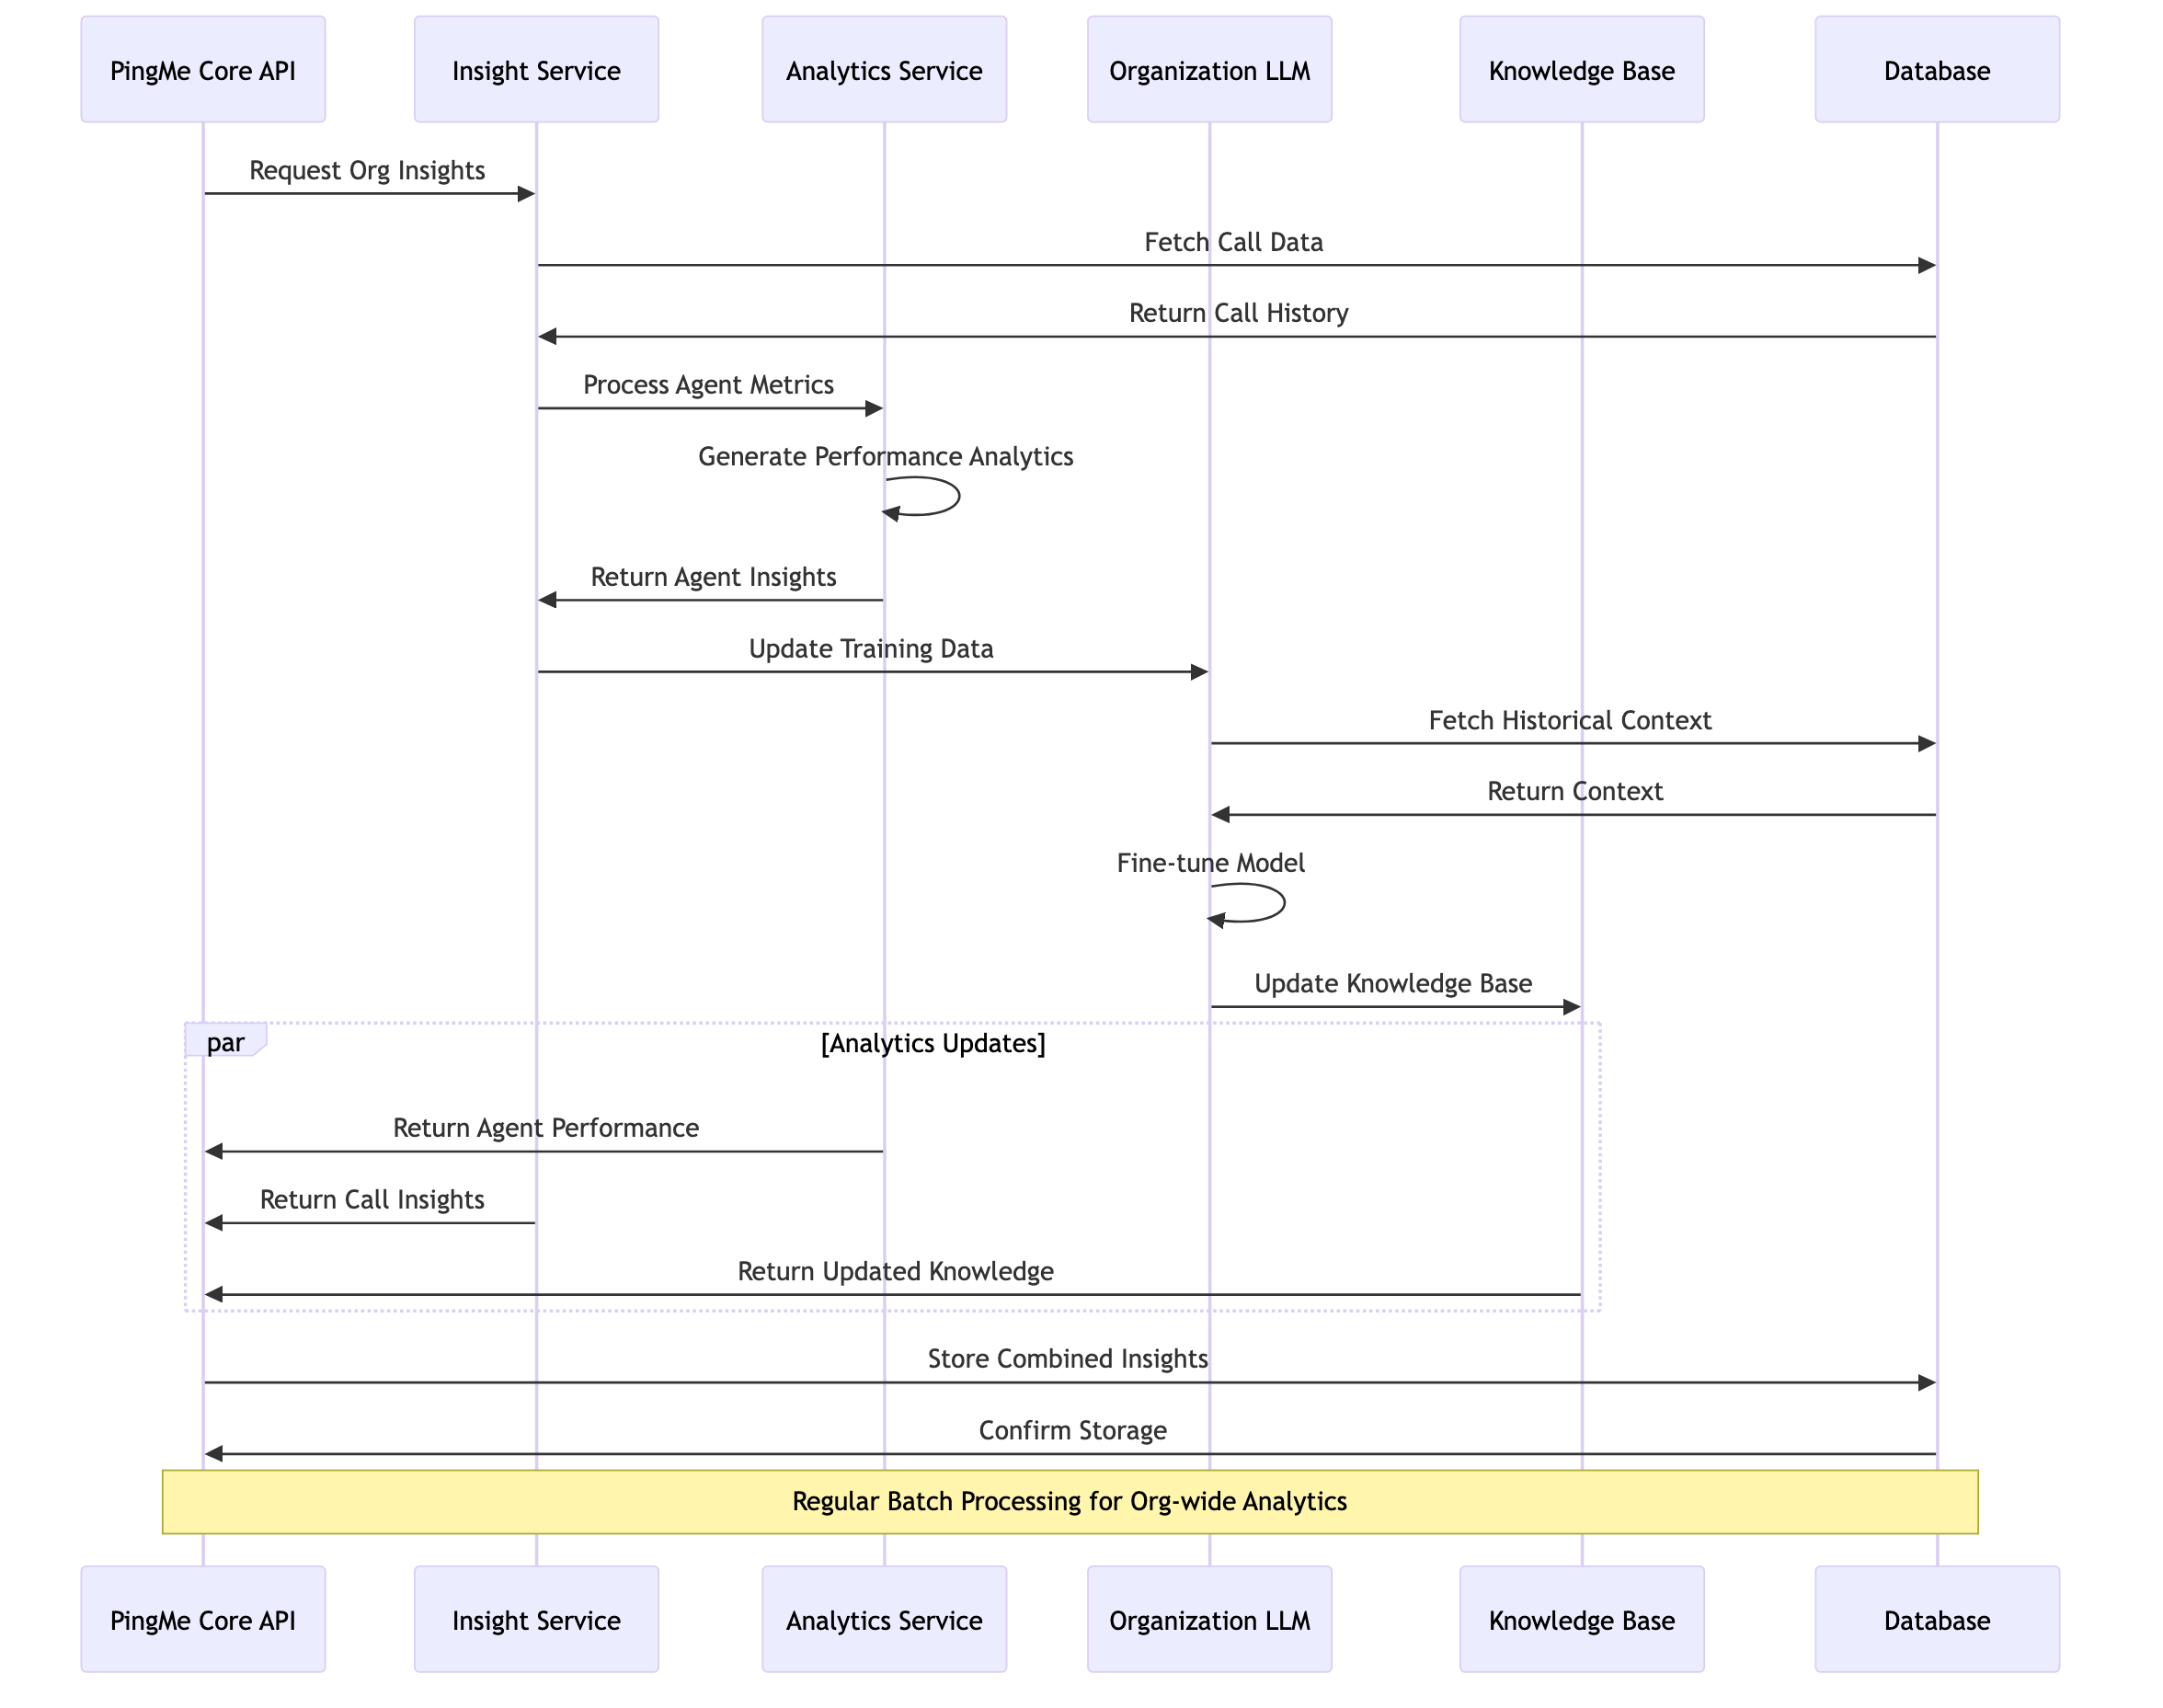 PingMe Core API
Insight Service
Analytics Service
Organization LLM
Knowledge Base
Database
Request Org Insights
Fetch Call Data
Return Call History
Process Agent Metrics
Generate Performance Analytics
Return Agent Insights
Update Training Data
Fetch Historical Context
Return Context
Fine-tune Model
Update Knowledge Base
par
[Analytics Updates]
Return Agent Performance
Return Call Insights
Return Updated Knowledge
Store Combined Insights
Confirm Storage
Regular Batch Processing for Org-wide Analytics
PingMe Core API
Insight Service
Analytics Service
Organization LLM
Knowledge Base
Database